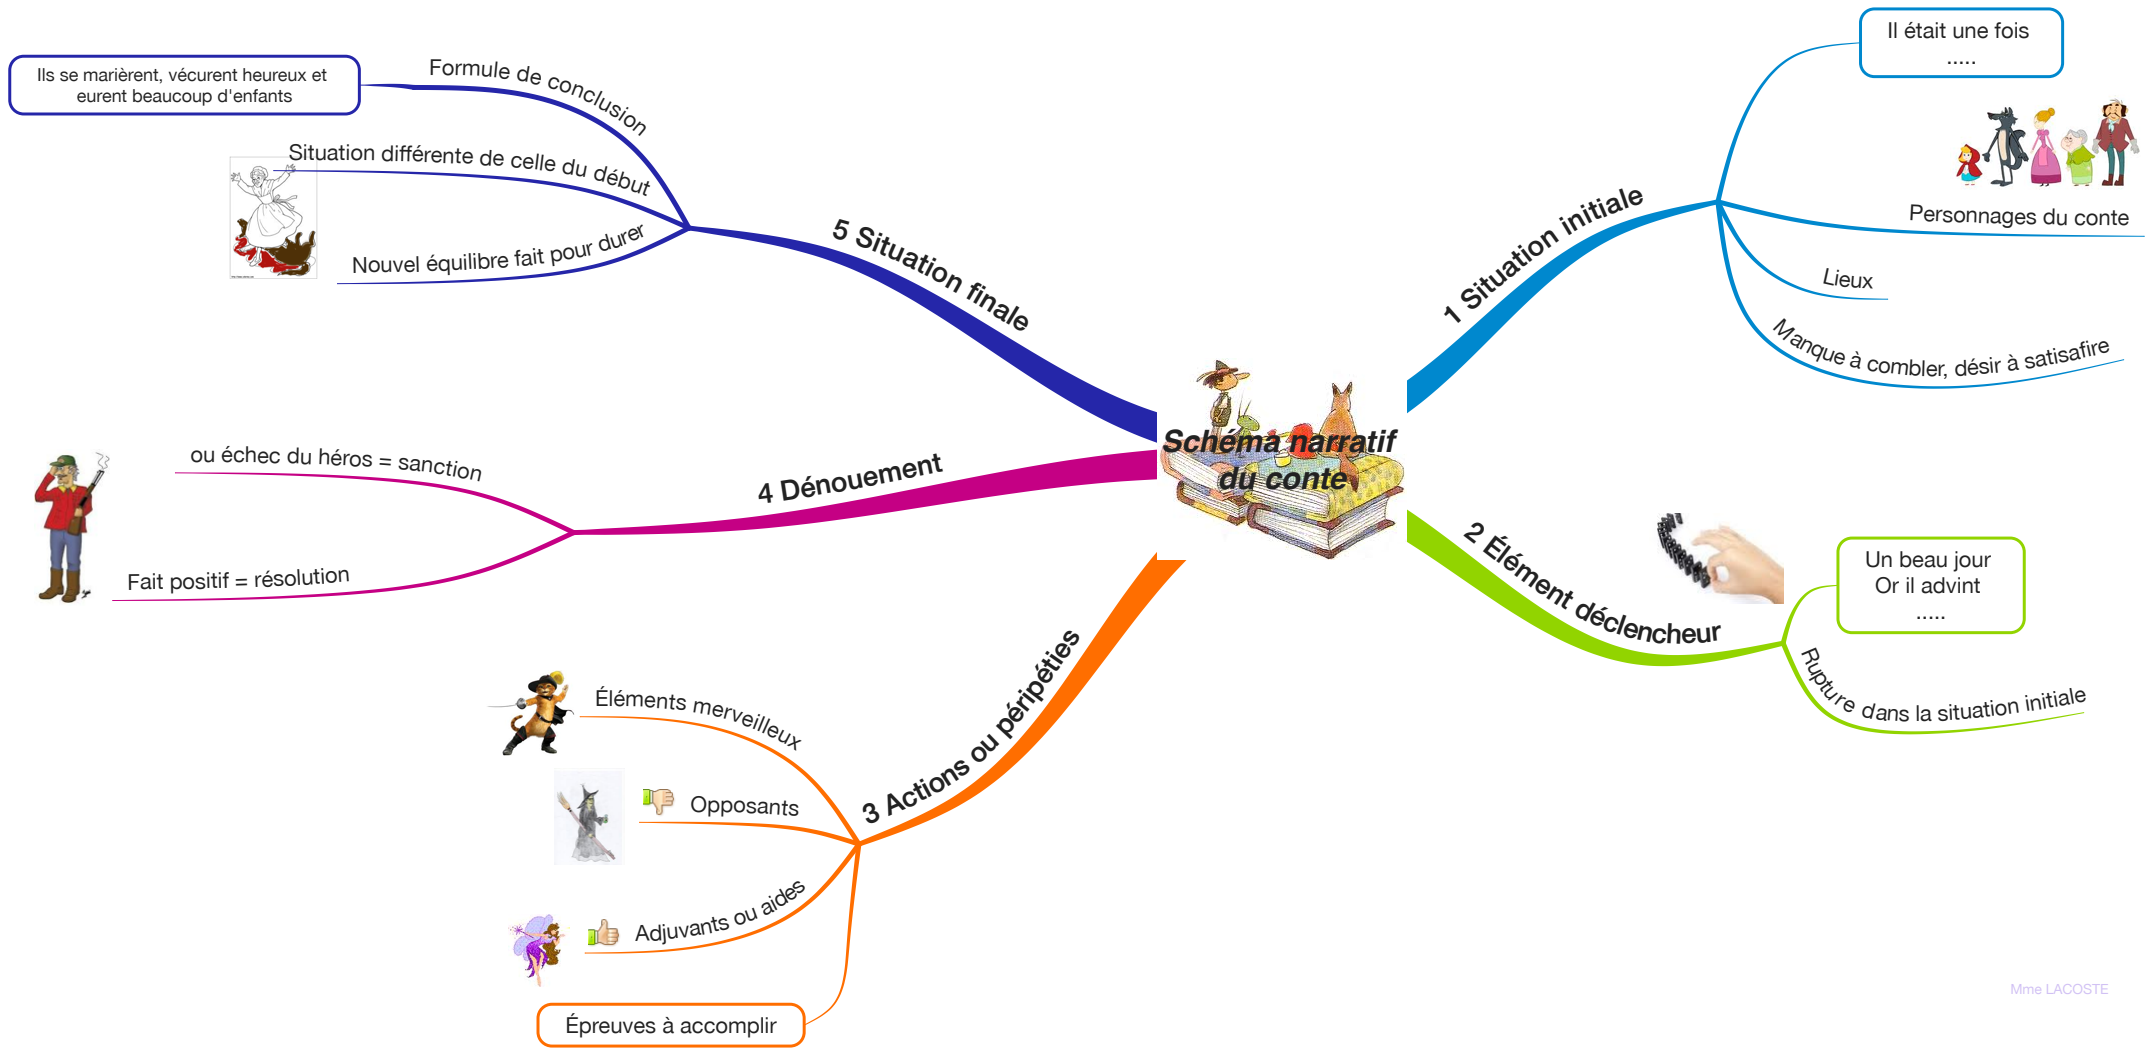 Schéma narratif
du conte
1 Situation initiale
Il était une fois
.....
Personnages du conte
Lieux
Manque à combler, désir à satisafire
2 Élément déclencheur
Un beau jour
Or il advint
.....
Rupture dans la situation initiale
3 Actions ou péripéties
Éléments merveilleux
Opposants
Adjuvants ou aides
Épreuves à accomplir
4 Dénouement
ou échec du héros = sanction
Fait positif = résolution
5 Situation finale
Formule de conclusion
Ils se marièrent, vécurent heureux et
eurent beaucoup d'enfants
Situation différente de celle du début
Nouvel équilibre fait pour durer
Mme LACOSTE